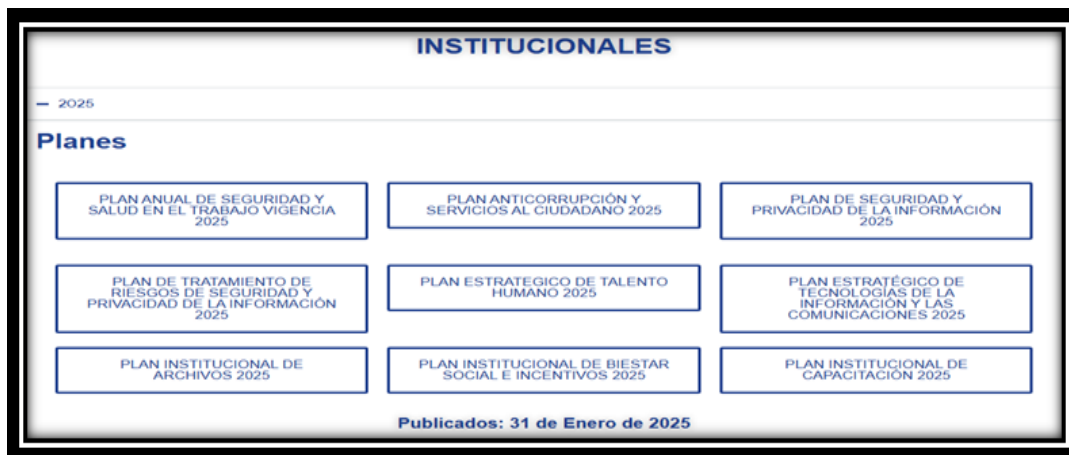 INSTITUCIONALES
— 2025
Planes
PLAN ANUAL DE SEGURIDAD Y
SALUD EN EL TRABAJO VIGENCIA
2025
PLAN ANTICORRUPCIÓN Y
SERVICIOS AL CIUDADANO 2025
PLAN DE SEGURIDAD Y
PRIVACIDAD DE LA INFORMACIÓN
2025
PLAN DE TRATAMIENTO DE
RIESGOS DE SEGURIDAD Y
PRIVACIDAD DE LA INFORMACIÓN
2025
PLAN ESTRATEGICO DE TALENTO
HUMANO 2025
PLAN ESTRATÉGICO DE
TECNOLOGÍAS DE LA
INFORMACIÓN Y LAS
COMUNICACIONES 2025
PLAN INSTITUCIONAL DE
ARCHIVOS 2025
PLAN INSTITUCIONAL DE BIESTAR
SOCIAL E INCENTIVOS 2025
PLAN INSTITUCIONAL DE
CAPACITACIÓN 2025
Publicados: 31 de Enero de 2025